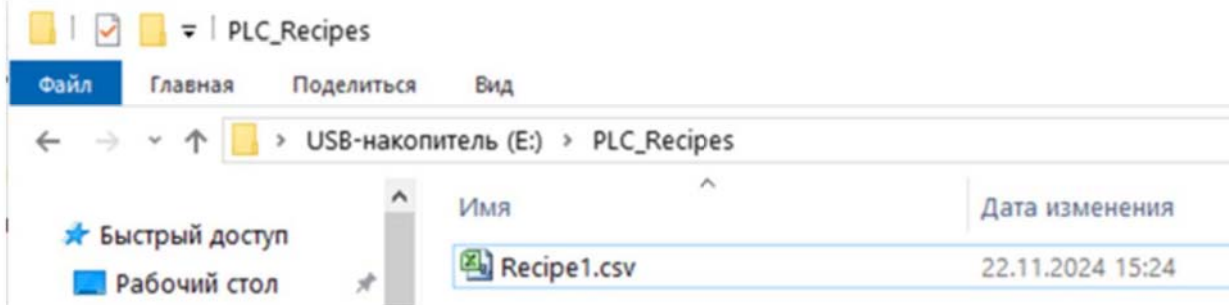 PLC_Recipes
Файл Главная Поделиться Вид
USB-накопитель (E:) > PLC_Recipes
Имя Дата изменения
Быстрый доступ
Recipe1.csv 22.11.2024 15:24
Рабочий стол